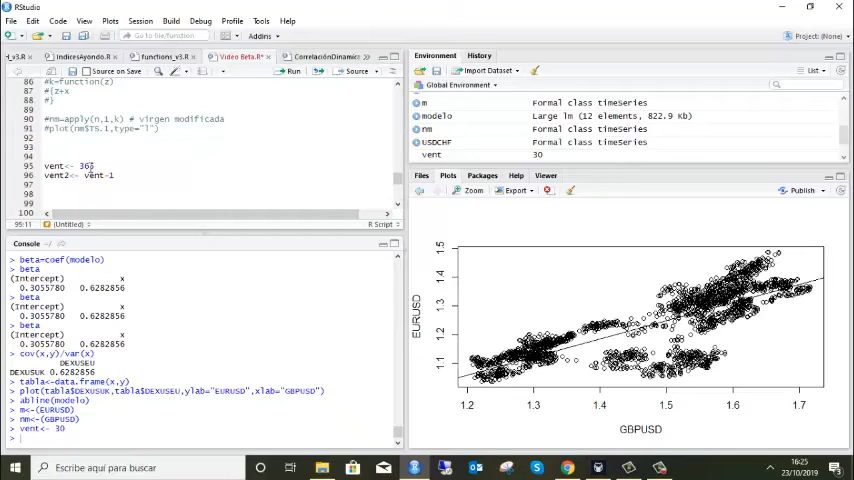 RStudio
File Edit Code View Plots Session Build Debug Profile Tools Help
Go to file/function
Addins
Project: (None)
H_v3.R
IndicesAyondo.R
functions_v3.R
Video Beta.R*
CorrelaciónDinamica
Source on Save
Run
Source
86 #k=function(z)
87 #{z+x
88 #}
89
90 #nm=apply(n,1,k) # virgen modificada
91 #plot(nm$TS.1,type="l")
92
93
94
95 vent<- 365
96 vent2<- vent-1
97
98
99
100
95:11 (Untitled) R Script
Console ~/
> beta=coef(modelo)
> beta
(Intercept) x
0.3055780 0.6282856
> beta
(Intercept) x
0.3055780 0.6282856
> beta
(Intercept) x
0.3055780 0.6282856
> cov(x,y)/var(x)
DEXUSEU
DEXUSUK 0.6282856
> tabla<-data.frame(x,y)
> plot(tabla$DEXUSUK,tabla$DEXUSEU,ylab="EURUSD",xlab="GBPUSD")
> abline(modelo)
> m<-(EURUSD)
> nm<-(GBPUSD)
> vent<- 30
>
Environment History
Import Dataset
List
Global Environment
m Formal class timeSeries
modelo Large lm (12 elements, 822.9 Kb)
nm Formal class timeSeries
USDCHF Formal class timeSeries
vent 30
Files Plots Packages Help Viewer
Zoom Export Publish
EURUSD
1.5
1.4
1.3
1.2
1.1
1.2 1.3 1.4 1.5 1.6 1.7
GBPUSD
Escribe aquí para buscar
16:25
23/10/2019
3